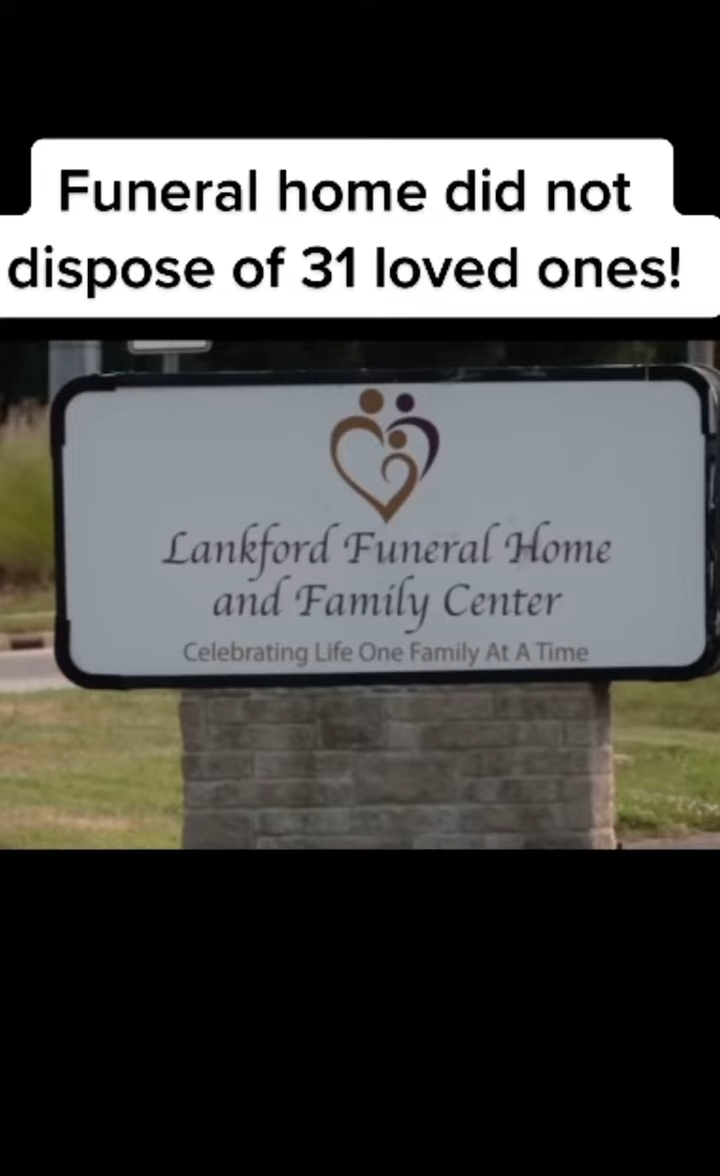 Funeral home did not
dispose of 31 loved ones!
Lankford Funeral Home
and Family Center
Celebrating Life One Family At A Time